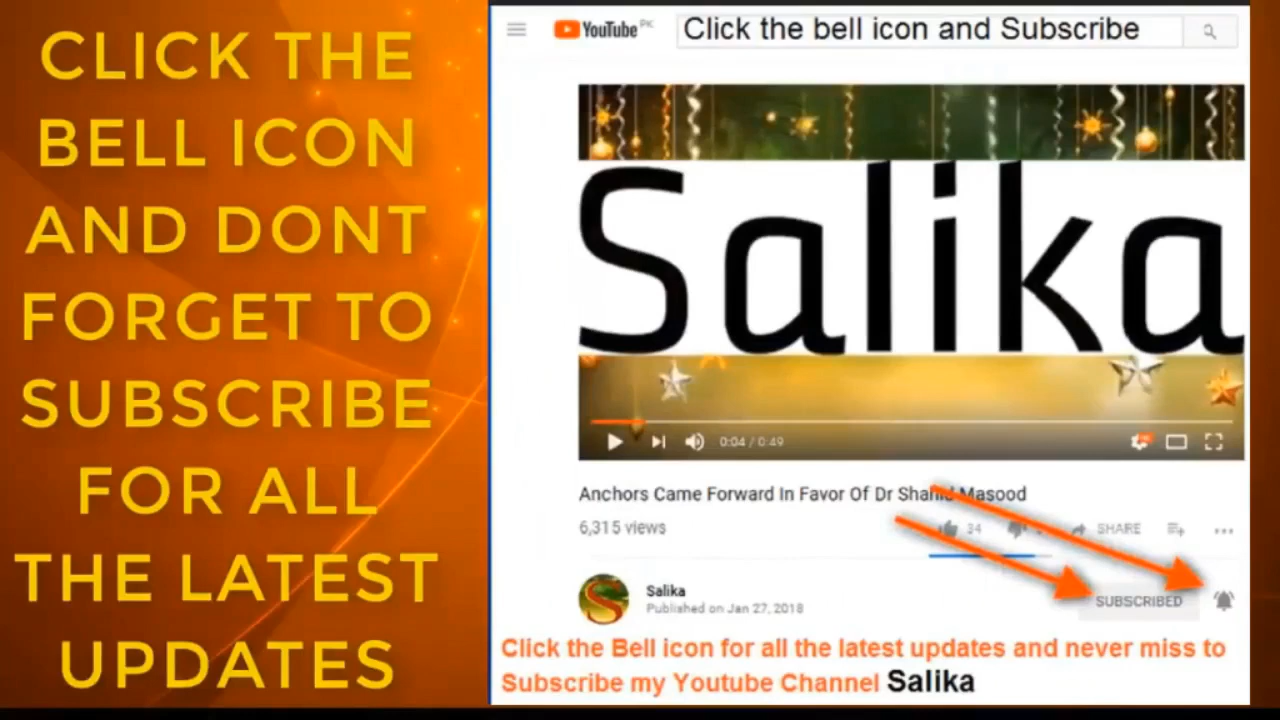 CLICK THE
BELL ICON
AND DONT
FORGET TO
SUBSCRIBE
FOR ALL
THE LATEST
UPDATES
YouTube PK
Click the bell icon and Subscribe
Salika
0:04 / 0:49
Anchors Came Forward In Favor Of Dr Shahid Masood
6,315 views
34
SHARE
Salika
Published on Jan 27, 2018
SUBSCRIBED
Click the Bell icon for all the latest updates and never miss to
Subscribe my Youtube Channel Salika